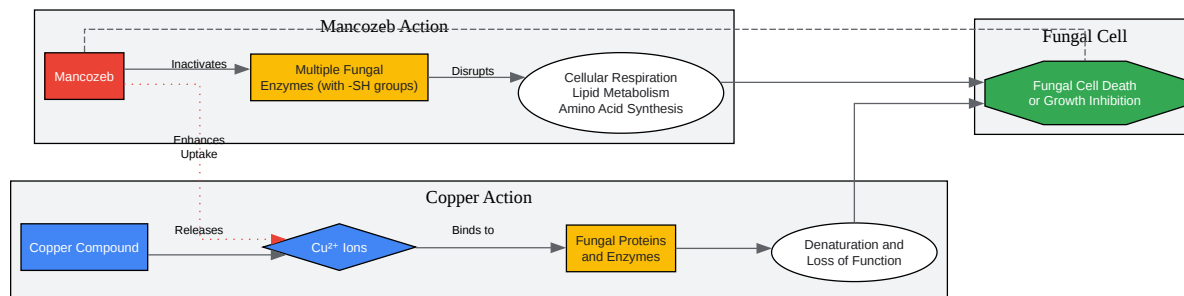 Mancozeb Action
Fungal Cell
Mancozeb
Inactivates
Multiple Fungal
Enzymes (with -SH groups)
Disrupts
Cellular Respiration
Lipid Metabolism
Amino Acid Synthesis
Fungal Cell Death
or Growth Inhibition
Enhances
Uptake
Copper Action
Copper Compound
Releases
Cu²⁺ Ions
Binds to
Fungal Proteins
and Enzymes
Denaturation and
Loss of Function